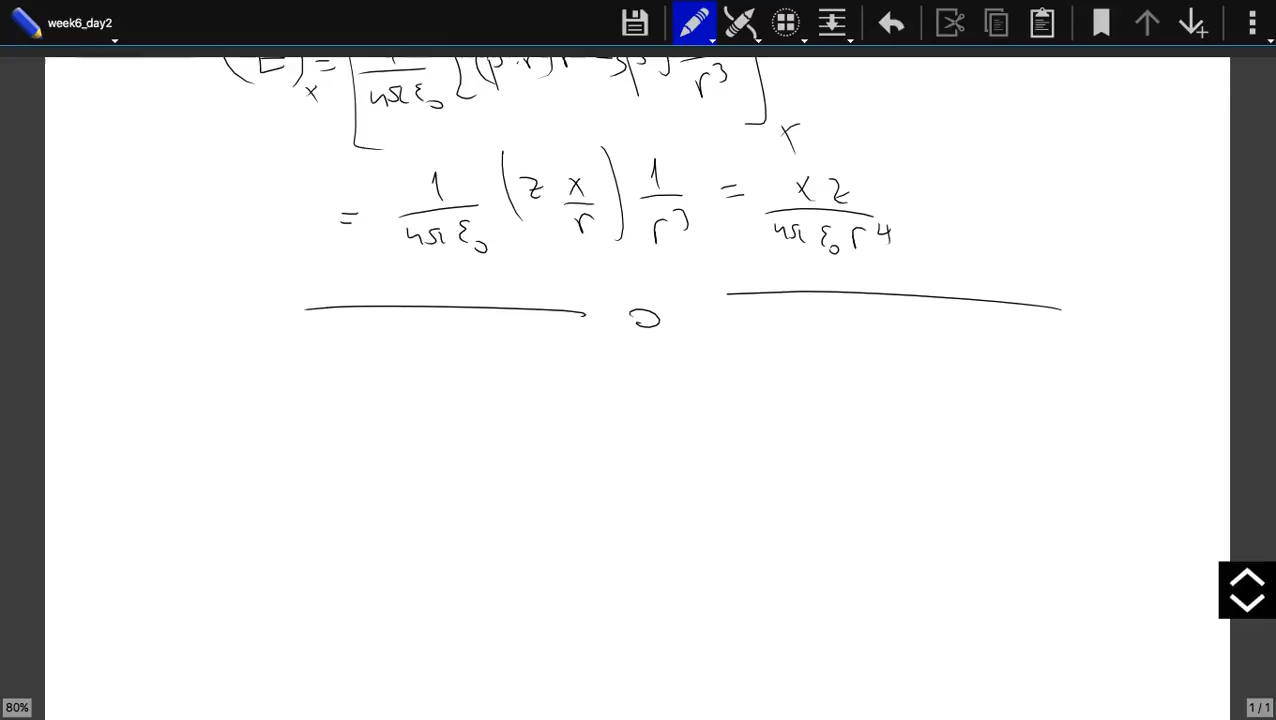 week6_day2
(E)ₓ = [ 1/(4πε₀) [(p·r)r − 3p] 1/r³ ]ₓ
= 1/(4πε₀) (z x/r) 1/r³ = x z/(4πε₀ r⁴)
80%
1/1